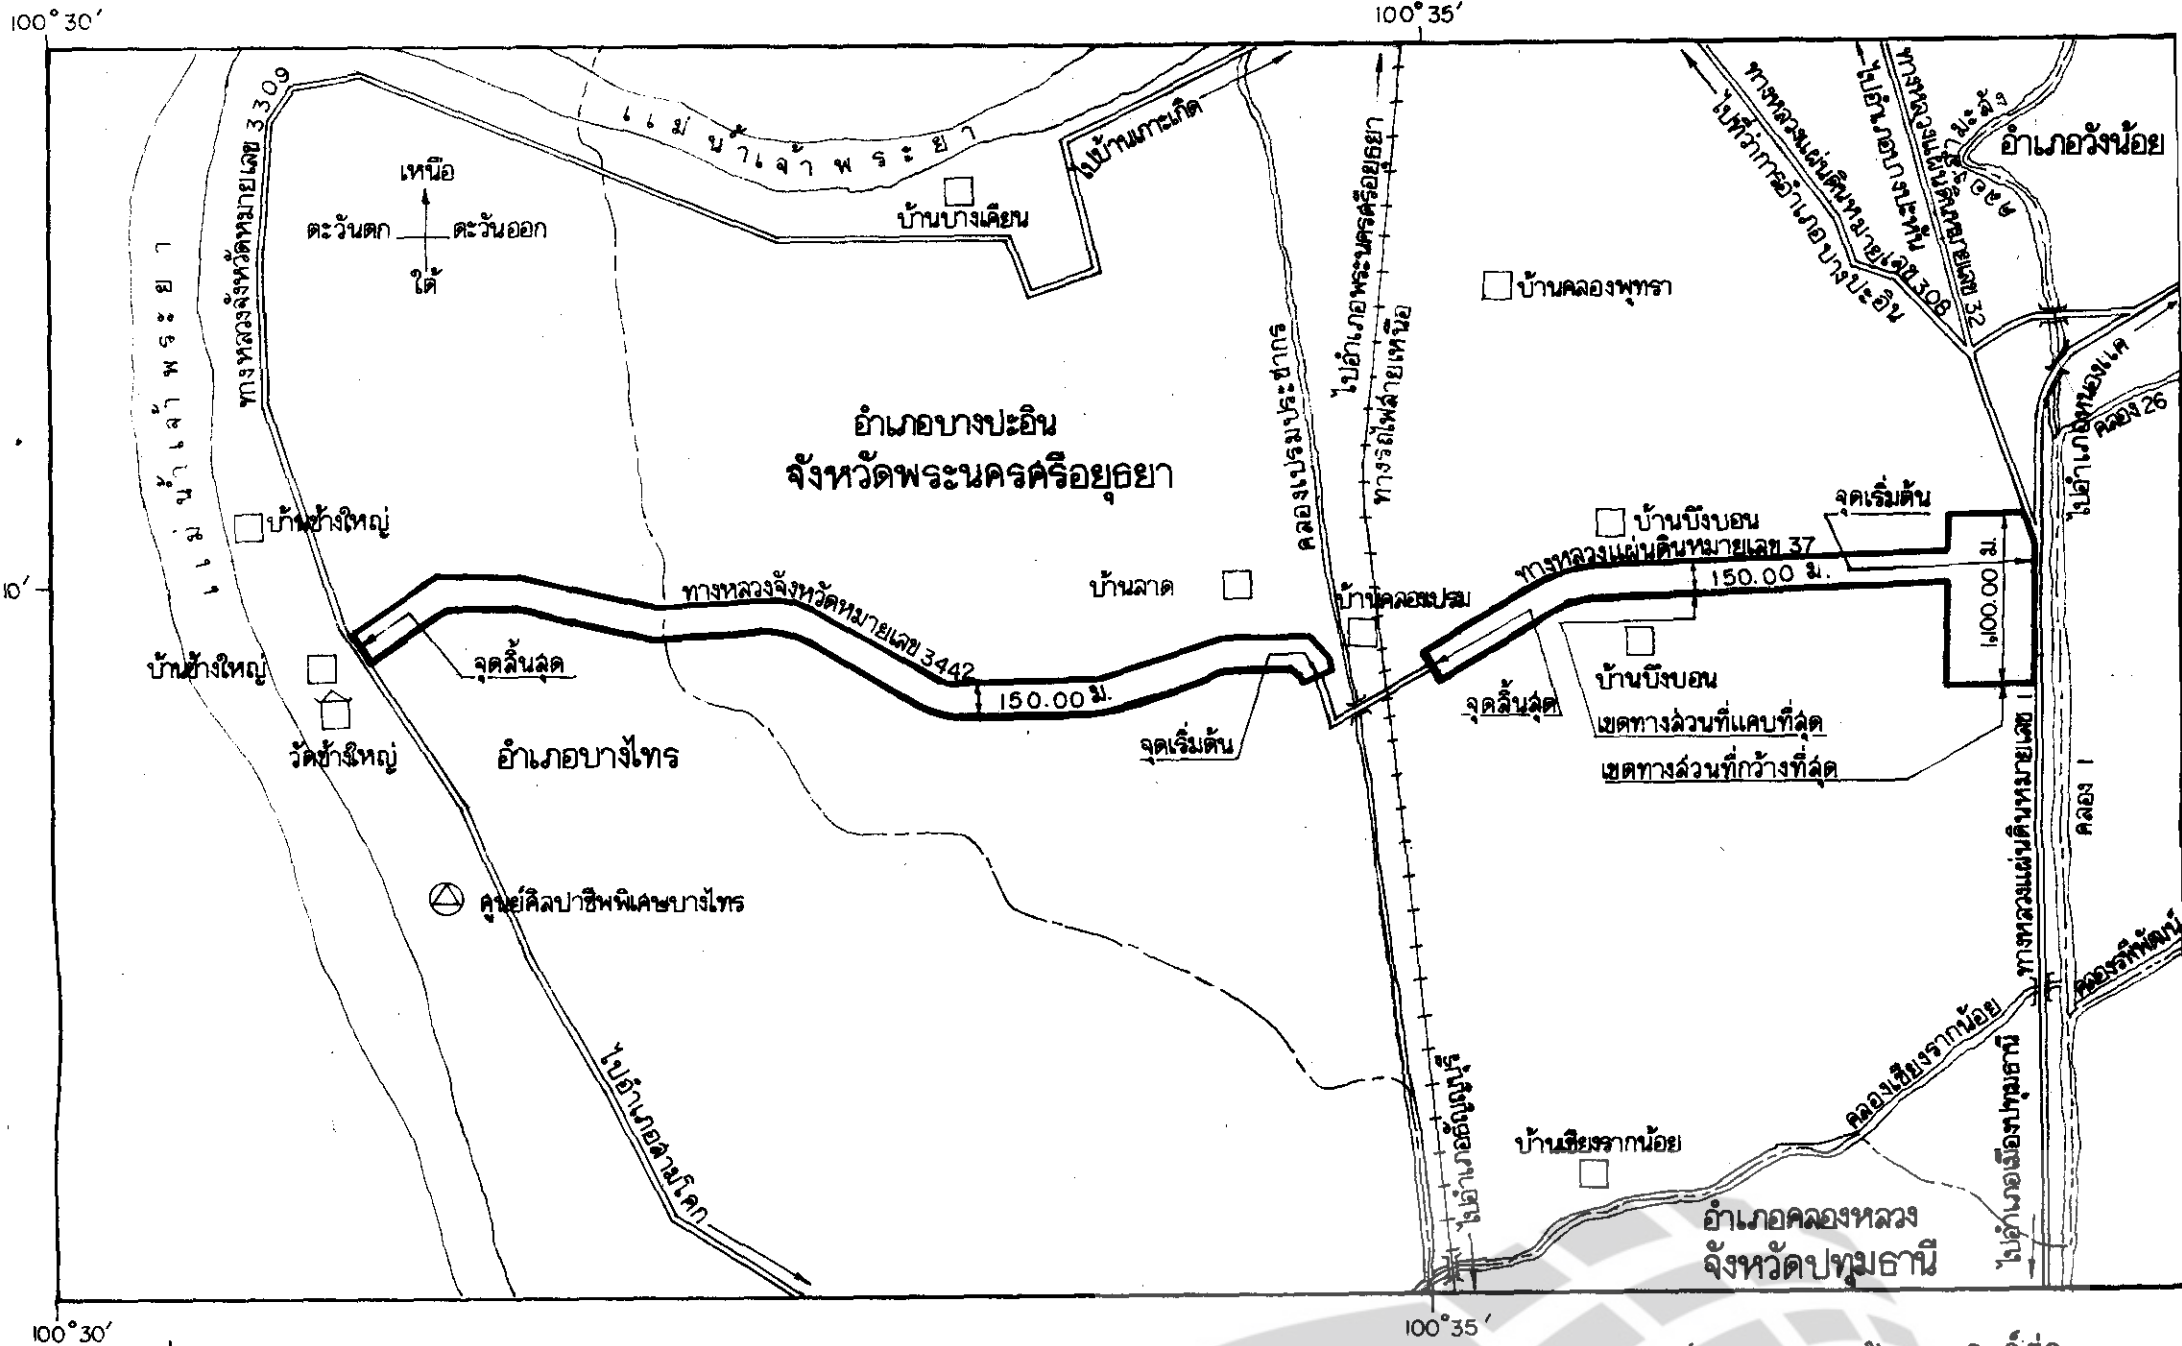 100°30′
100°35′
ทางหลวงจังหวัดหมายเลข 3309
แม่น้ำเจ้าพระยา
ไปบ้านเกาะเกิด
ทางหลวงแผ่นดินหมายเลข 308
ไปที่ว่าการอำเภอบางปะอิน
ทางหลวงแผ่นดินหมายเลข 32
ไปอำเภอบางปะหัน
อำเภอวังน้อย
เหนือ
ตะวันตก
ตะวันออก
ใต้
บ้านบางเคียน
ไปอำเภอพระนครศรีอยุธยา
ทางรถไฟสายเหนือ
บ้านคลองพุทรา
แม่น้ำเจ้าพระยา
คลองเปรมประชากร
อำเภอบางปะอิน
จังหวัดพระนครศรีอยุธยา
ไปอำเภอหนองแค
คลอง 26
จุดเริ่มต้น
บ้านช้างใหญ่
บ้านบึงบอน
ทางหลวงแผ่นดินหมายเลข 37
150.00 ม.
1,100.00 ม.
10′
ทางหลวงจังหวัดหมายเลข 3442
บ้านลาด
บ้านคลองเปรม
บ้านช้างใหญ่
จุดสิ้นสุด
150.00 ม.
บ้านบึงบอน
จุดสิ้นสุด
เขตทางส่วนที่แคบที่สุด
เขตทางส่วนที่กว้างที่สุด
จุดเริ่มต้น
วัดช้างใหญ่
อำเภอบางไทร
ทางหลวงแผ่นดินหมายเลข 1
คลอง 1
ศูนย์ศิลปาชีพพิเศษบางไทร
คลองรพีพัฒน์
คลองเชียงรากน้อย
ไปอำเภอสามโคก
ไปอำเภอธัญบุรี
บ้านเชียงรากน้อย
ไปอำเภอเมืองปทุมธานี
อำเภอคลองหลวง
จังหวัดปทุมธานี
100°30′
100°35′